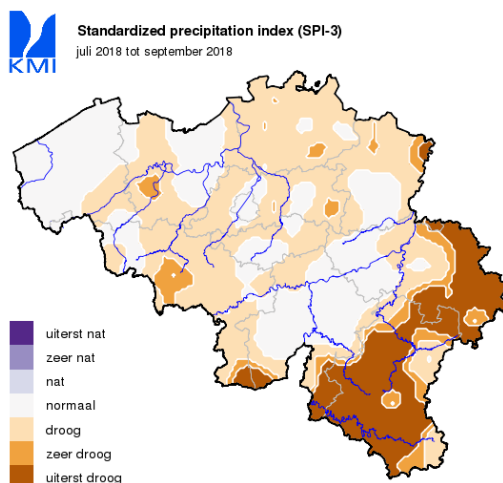 KMI
Standardized precipitation index (SPI-3)
juli 2018 tot september 2018
uiterst nat
zeer nat
nat
normaal
droog
zeer droog
uiterst droog